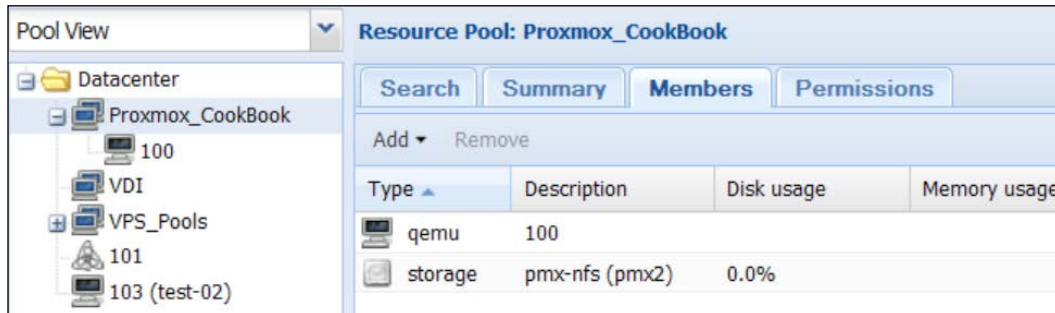 Pool View
Datacenter
Proxmox_CookBook
100
VDI
VPS_Pools
101
103 (test-02)
Resource Pool: Proxmox_CookBook
Search Summary Members Permissions
Add Remove
Type Description Disk usage Memory usage
qemu 100
storage pmx-nfs (pmx2) 0.0%